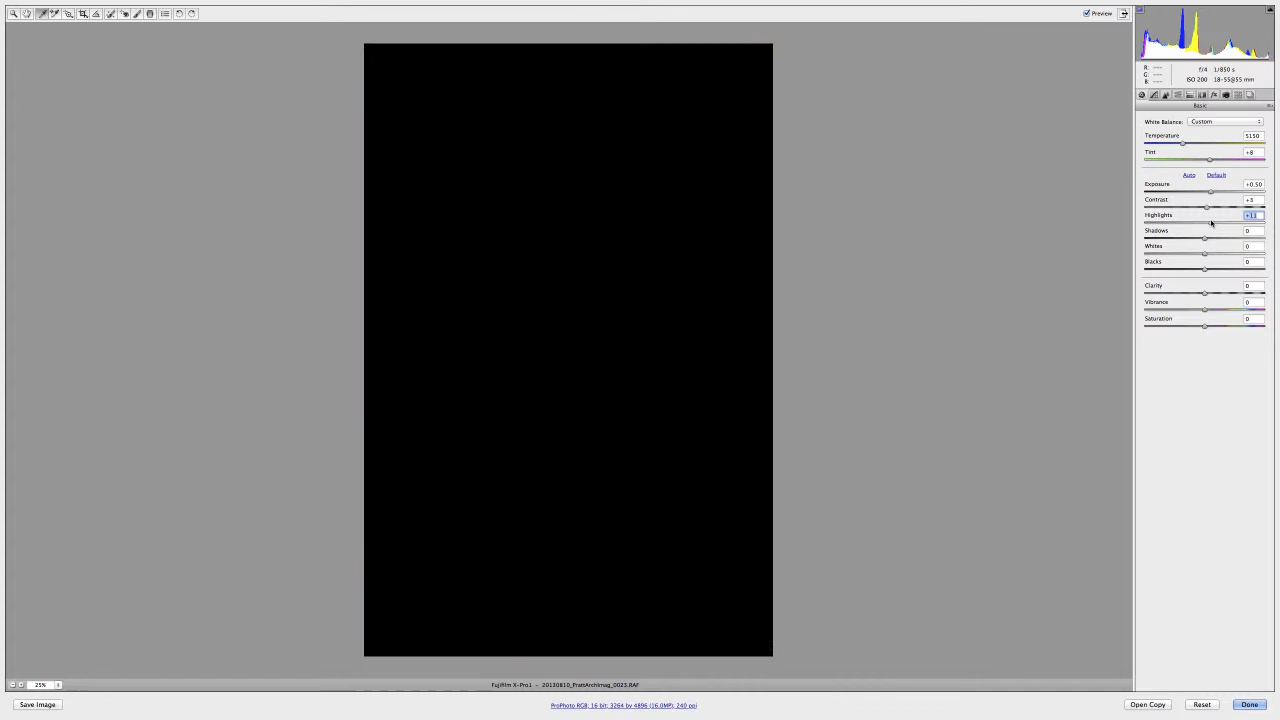 Preview
R: ---
G: ---
B: ---
f/4 1/850 s
ISO 200 18-55@55 mm
Basic
White Balance: Custom
Temperature 5150
Tint +8
Auto Default
Exposure +0.50
Contrast +3
Highlights +11
Shadows 0
Whites 0
Blacks 0
Clarity 0
Vibrance 0
Saturation 0
25%
Fujifilm X-Pro1 - 20130810_PrattArchImag_0023.RAF
Save Image
ProPhoto RGB; 16 bit; 3264 by 4896 (16.0MP); 240 ppi
Open Copy
Reset
Done